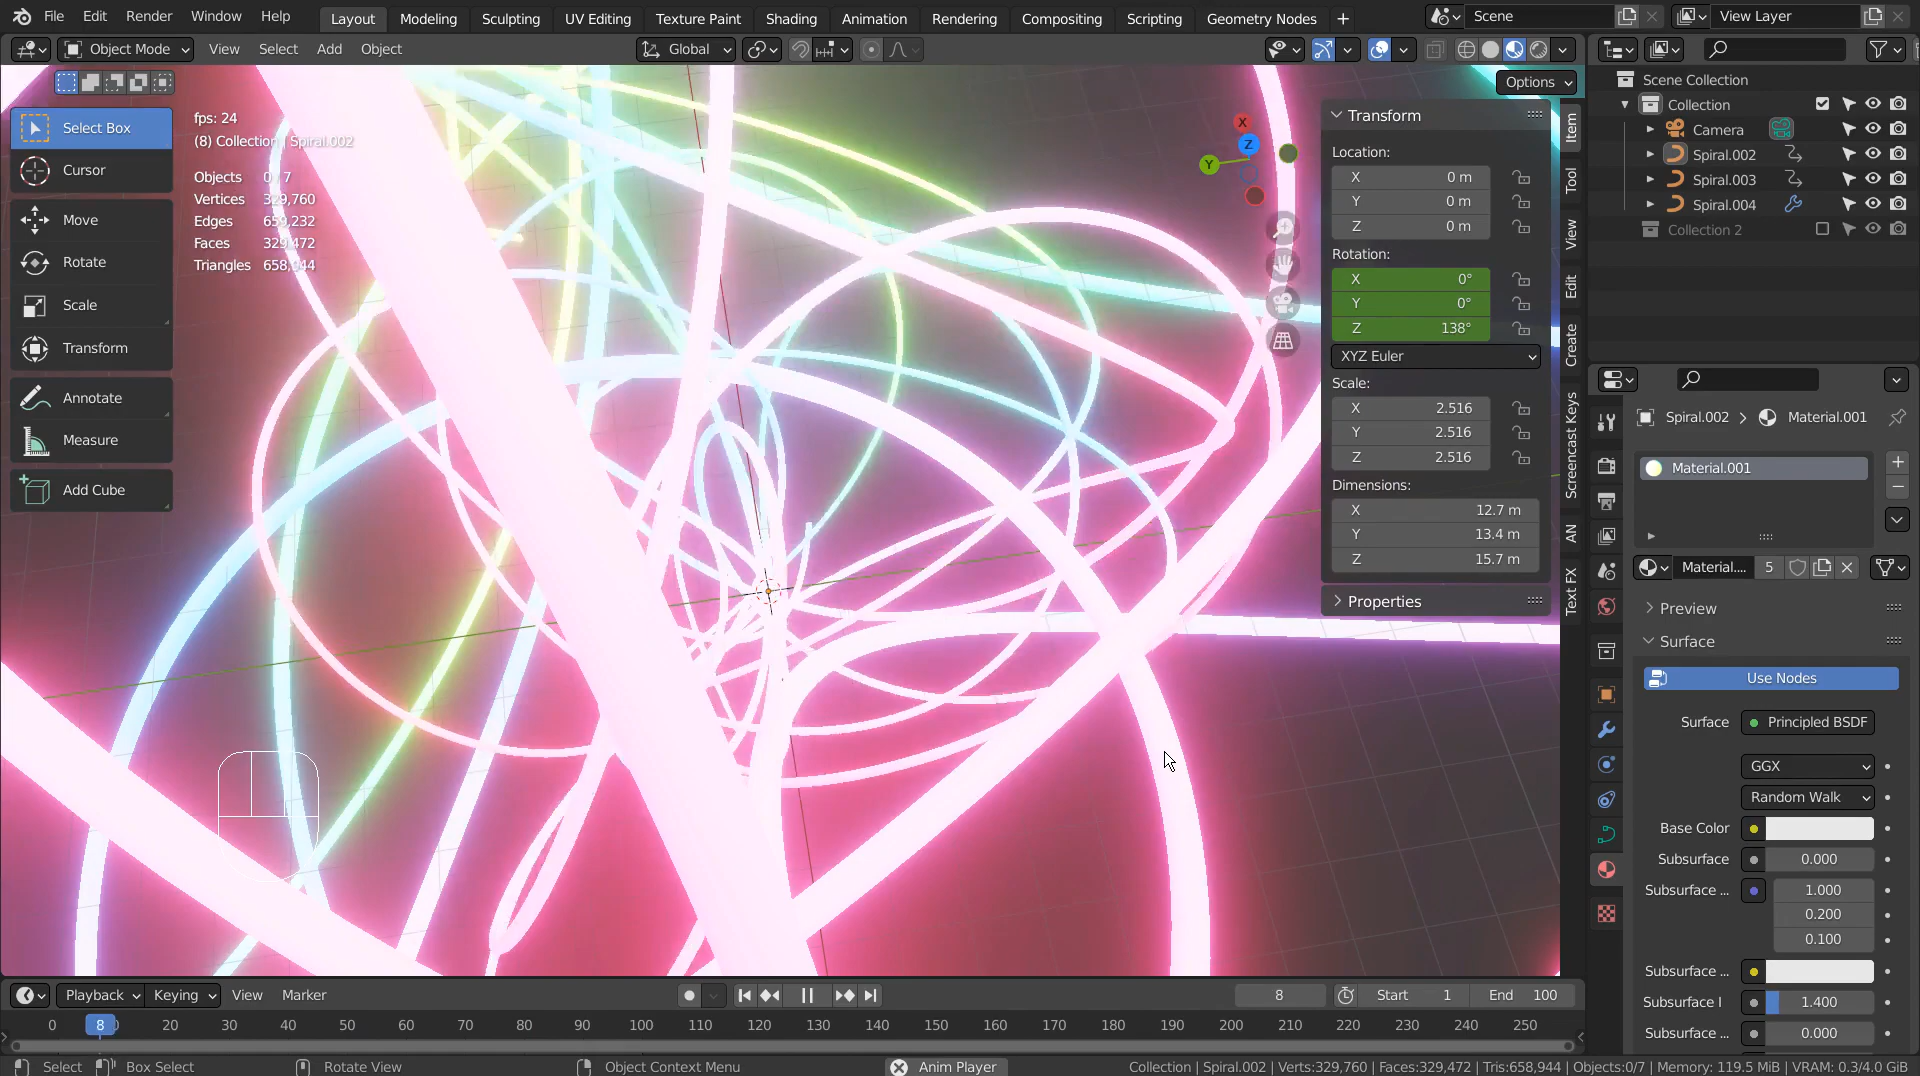 File Edit Render Window Help Layout Modeling Sculpting UV Editing Texture Paint Shading Animation Rendering Compositing Scripting Geometry Nodes + Scene View Layer
Object Mode View Select Add Object Global
Options
Select Box
Cursor
Move
Rotate
Scale
Transform
Annotate
Measure
Add Cube
fps: 24
(8) Collection | Spiral.002
Objects 0/7
Vertices 329,760
Edges 659,232
Faces 329,472
Triangles 658,944
X
Z
Y
Transform
Location:
X 0 m
Y 0 m
Z 0 m
Rotation:
X 0°
Y 0°
Z 138°
XYZ Euler
Scale:
X 2.516
Y 2.516
Z 2.516
Dimensions:
X 12.7 m
Y 13.4 m
Z 15.7 m
Properties
Item
Tool
View
Edit
Create
Screencast Keys
AN
Text FX
Scene Collection
Collection
Camera
Spiral.002
Spiral.003
Spiral.004
Collection 2
Spiral.002 > Material.001
Material.001
Material.... 5
Preview
Surface
Use Nodes
Surface Principled BSDF
GGX
Random Walk
Base Color
Subsurface 0.000
Subsurface ... 1.000
0.200
0.100
Subsurface ...
Subsurface I 1.400
Subsurface ... 0.000
Playback Keying View Marker 8 Start 1 End 100
0 8 20 30 40 50 60 70 80 90 100 110 120 130 140 150 160 170 180 190 200 210 220 230 240 250
Select Box Select Rotate View Object Context Menu Anim Player Collection | Spiral.002 | Verts:329,760 | Faces:329,472 | Tris:658,944 | Objects:0/7 | Memory: 119.5 MiB | VRAM: 0.3/4.0 GiB